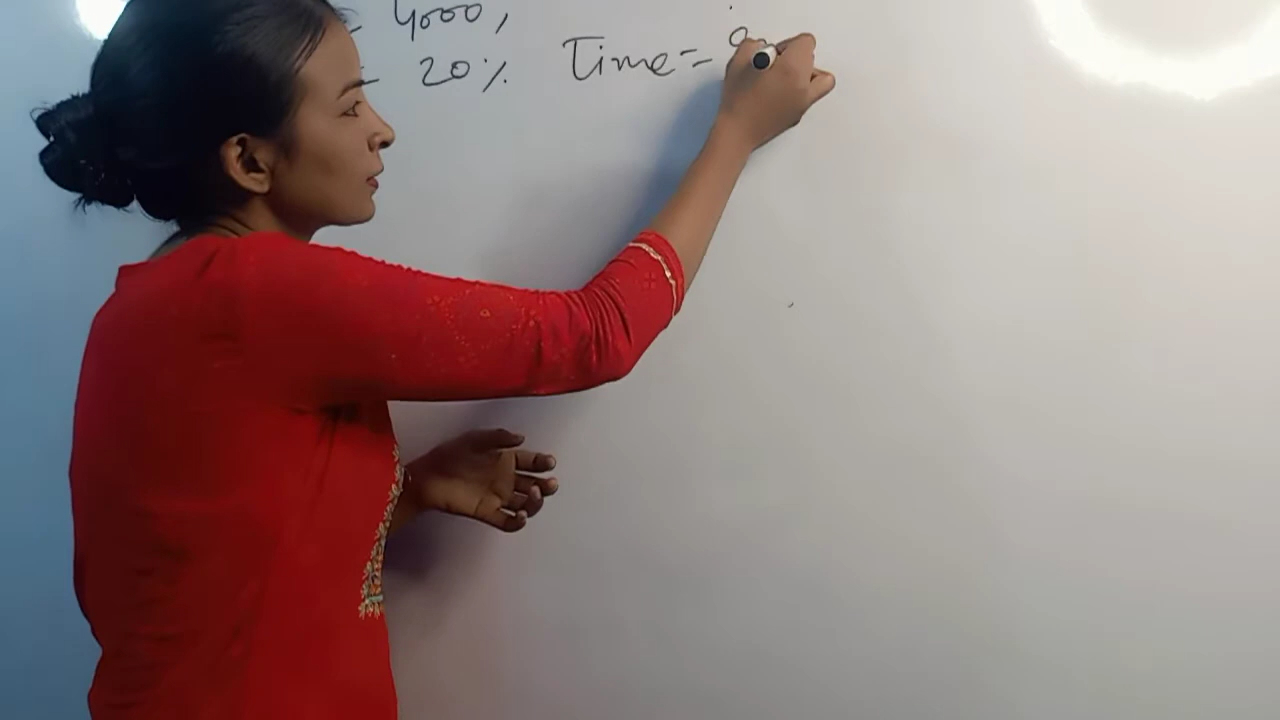 = 4000,
= 20% Time=